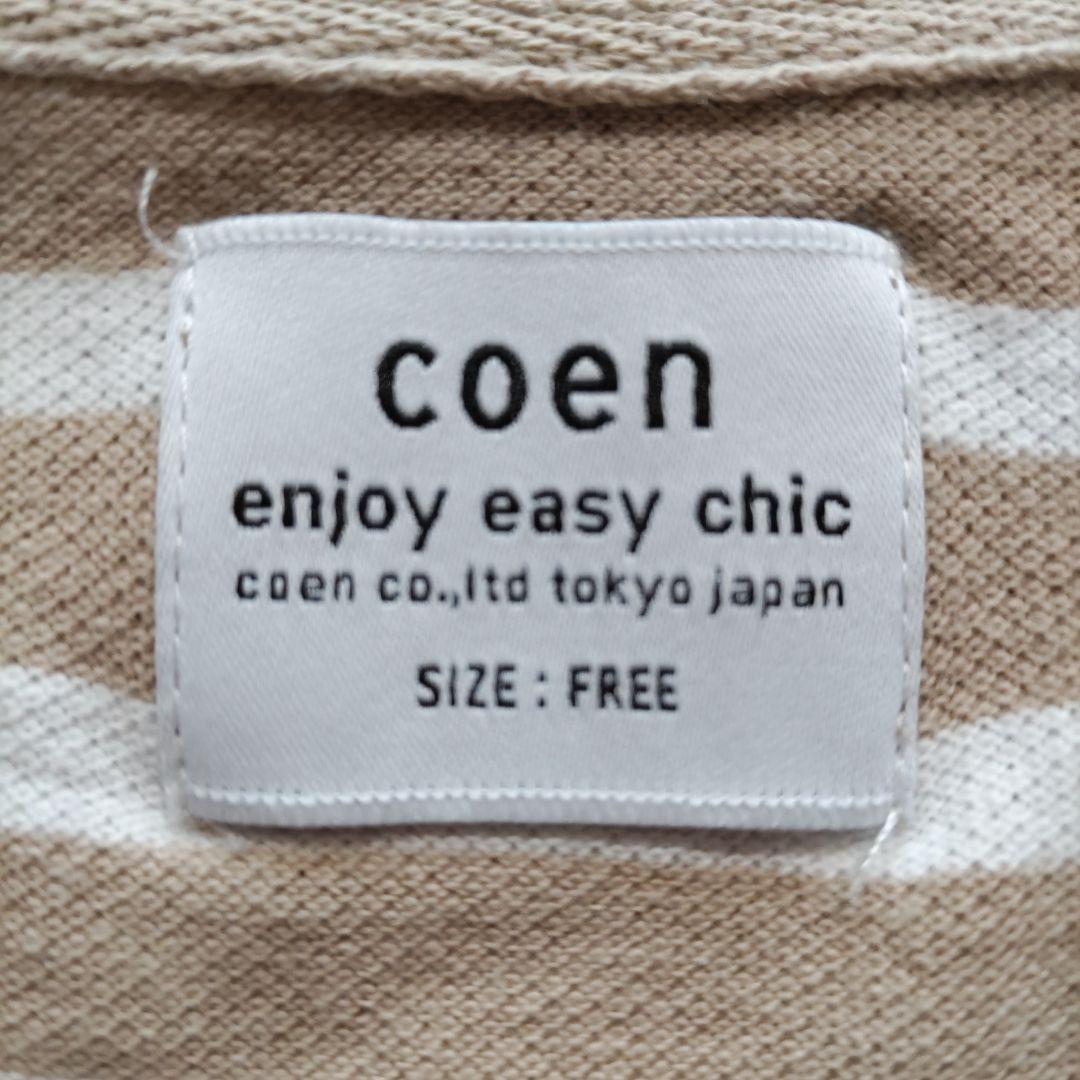 coen
enjoy easy chic
coen co.,ltd tokyo japan
SIZE : FREE